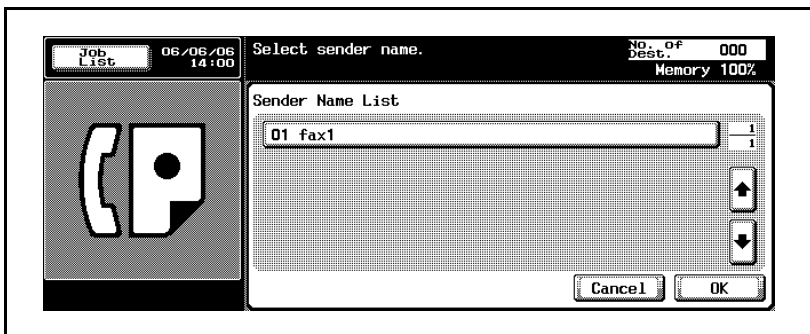 Job
List
06/06/06
14:00
Select sender name.
No. of
Dest.
000
Memory 100%
Sender Name List
01 fax1
1
1
Cancel
OK